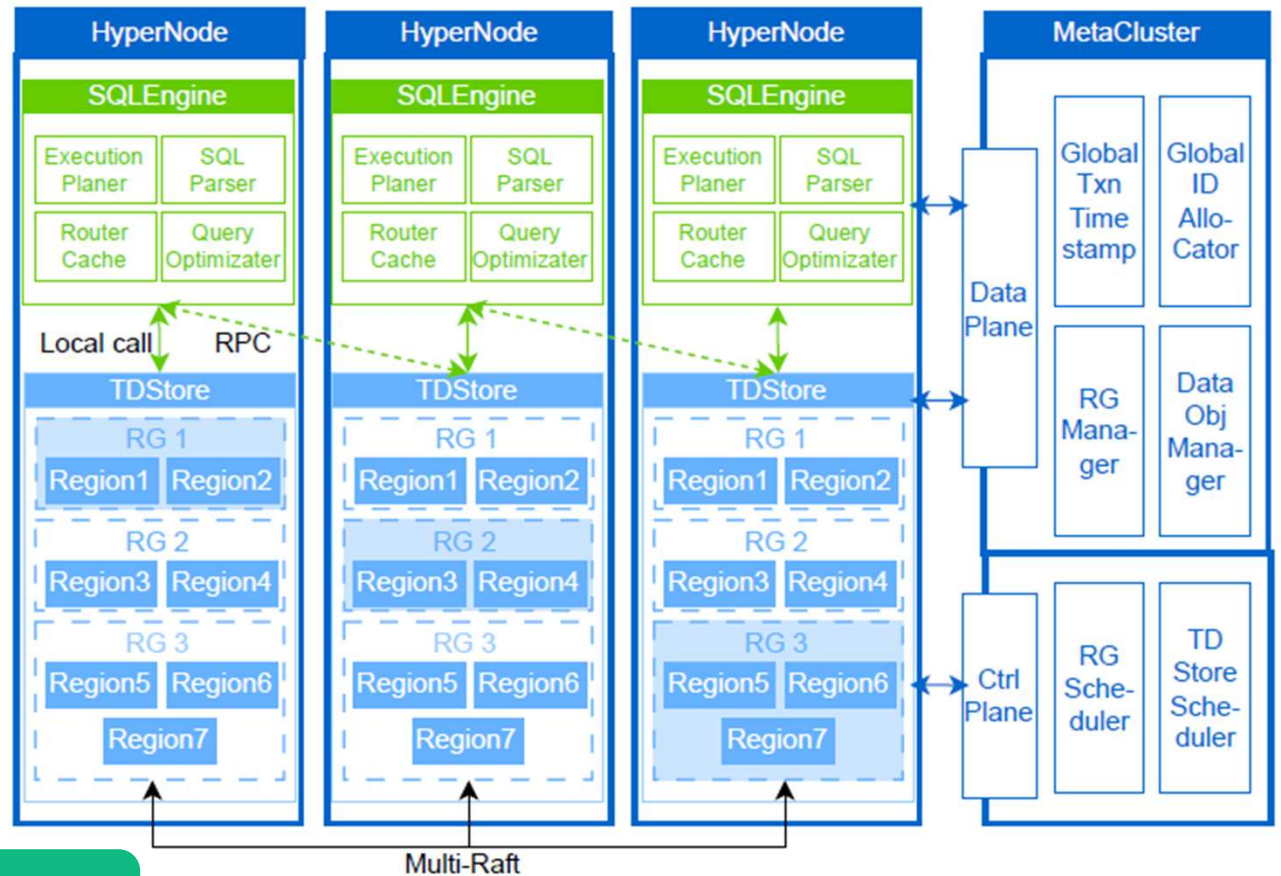 HyperNode
SQLEngine
Execution
Planer
SQL
Parser
Router
Cache
Query
Optimizater
Local call
RPC
TDStore
RG 1
Region1
Region2
RG 2
Region3
Region4
RG 3
Region5
Region6
Region7
HyperNode
SQLEngine
Execution
Planer
SQL
Parser
Router
Cache
Query
Optimizater
TDStore
RG 1
Region1
Region2
RG 2
Region3
Region4
RG 3
Region5
Region6
Region7
HyperNode
SQLEngine
Execution
Planer
SQL
Parser
Router
Cache
Query
Optimizater
TDStore
RG 1
Region1
Region2
RG 2
Region3
Region4
RG 3
Region5
Region6
Region7
Multi-Raft
MetaCluster
Data
Plane
Global
Txn
Time
stamp
Global
ID
Allo-
Cator
RG
Mana-
ger
Data
Obj
Mana-
ger
Ctrl
Plane
RG
Sche-
duler
TD
Store
Sche-
duler